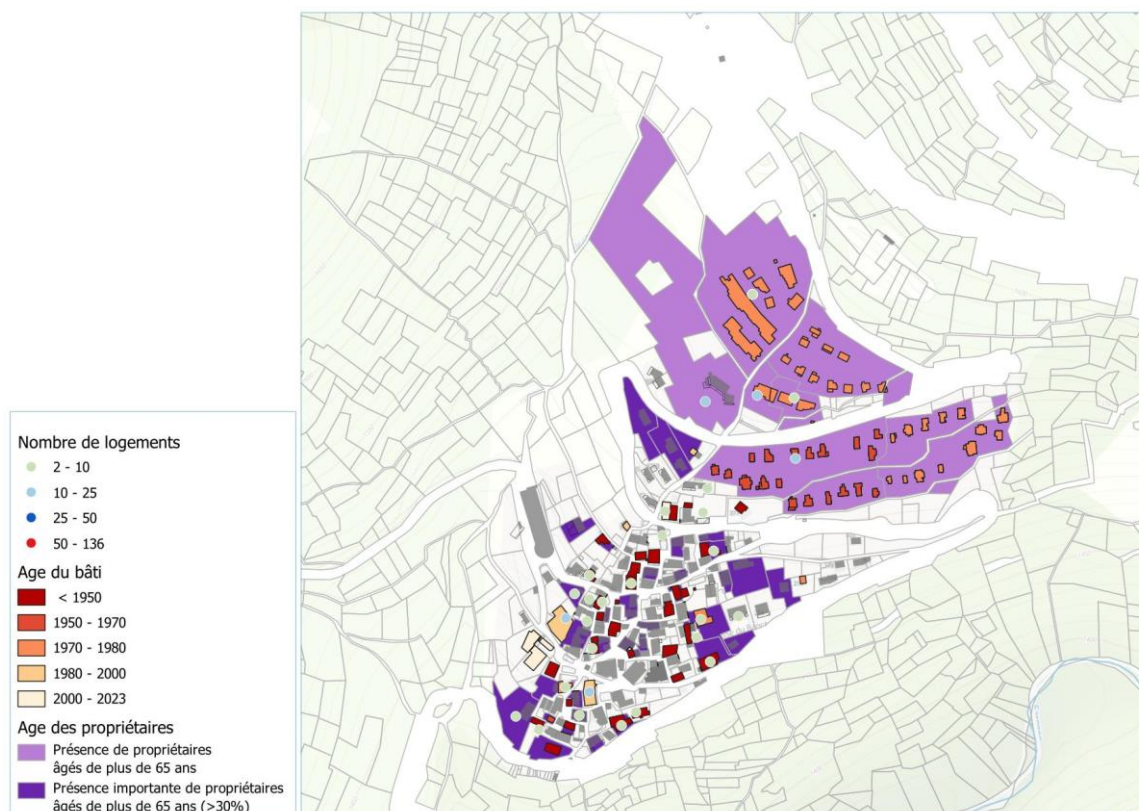 Nombre de logements
2 - 10
10 - 25
25 - 50
50 - 136
Age du bâti
< 1950
1950 - 1970
1970 - 1980
1980 - 2000
2000 - 2023
Age des propriétaires
Présence de propriétaires
âgés de plus de 65 ans
Présence importante de propriétaires
âgés de plus de 65 ans (>30%)